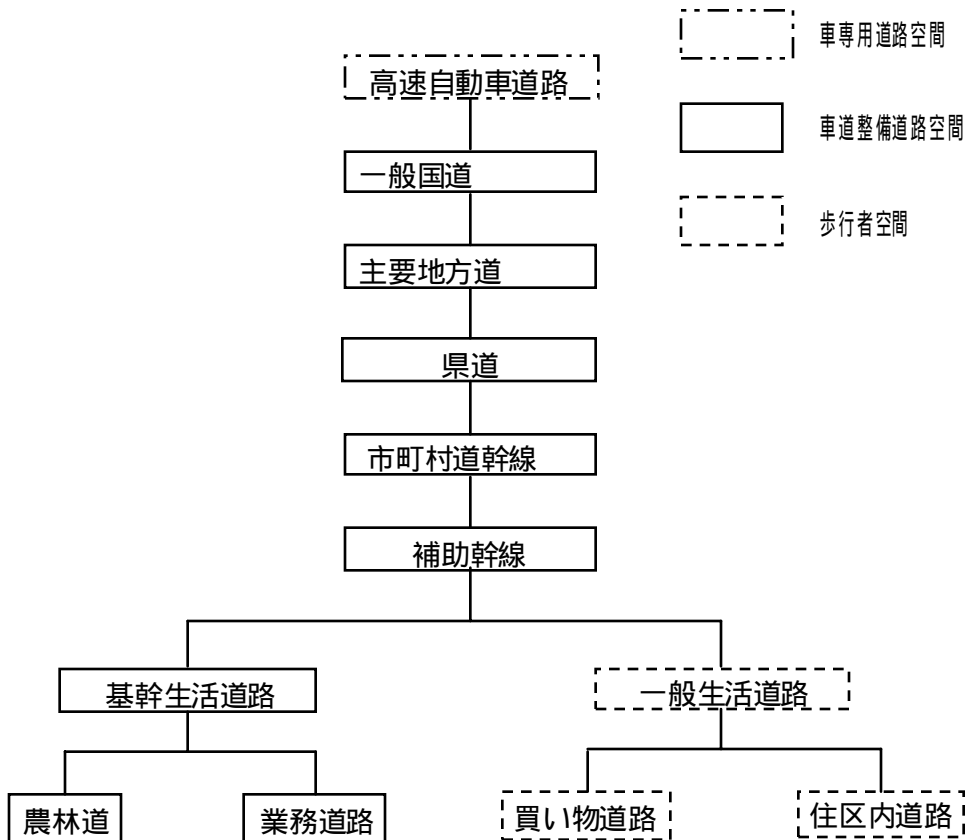 車専用道路空間
高速自動車道路
車道整備道路空間
一般国道
歩行者空間
主要地方道
県道
市町村道幹線
補助幹線
基幹生活道路
一般生活道路
農林道
業務道路
買い物道路
住区内道路